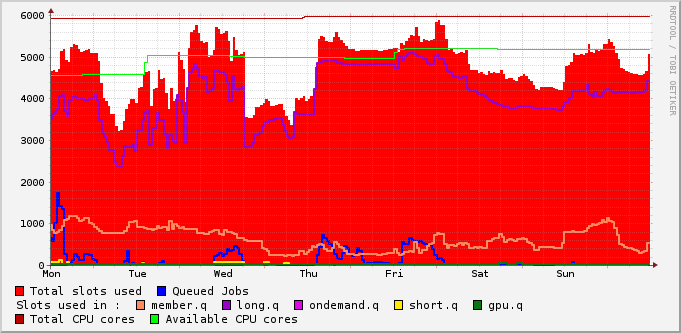 6000
5000
4000
3000
2000
1000
0
Mon Tue Wed Thu Fri Sat Sun
Total slots used Queued Jobs
Slots used in : member.q long.q ondemand.q short.q gpu.q
Total CPU cores Available CPU cores
RRDTOOL / TOBI OETIKER